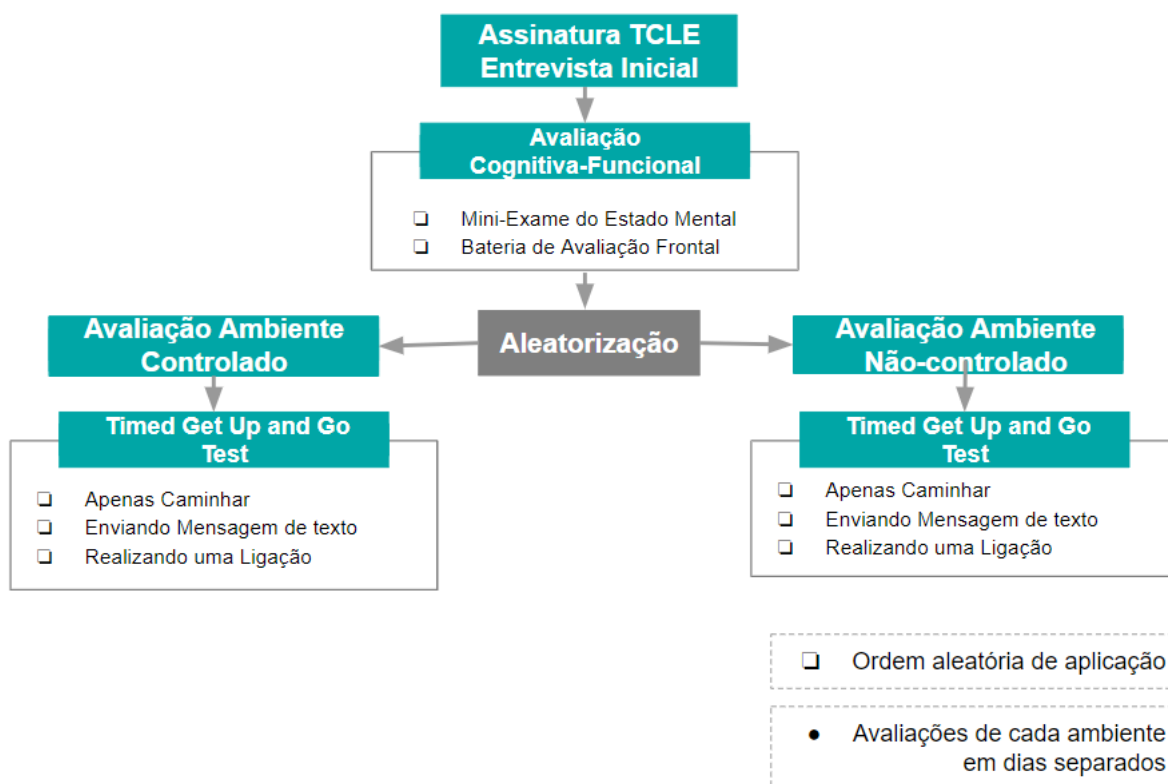 Assinatura TCLE
Entrevista Inicial
Avaliação
Cognitiva-Funcional
❏ Mini-Exame do Estado Mental
❏ Bateria de Avaliação Frontal
Aleatorização
Avaliação Ambiente
Controlado
Timed Get Up and Go
Test
❏ Apenas Caminhar
❏ Enviando Mensagem de texto
❏ Realizando uma Ligação
Avaliação Ambiente
Não-controlado
Timed Get Up and Go
Test
❏ Apenas Caminhar
❏ Enviando Mensagem de texto
❏ Realizando uma Ligação
❏ Ordem aleatória de aplicação
● Avaliações de cada ambiente
em dias separados